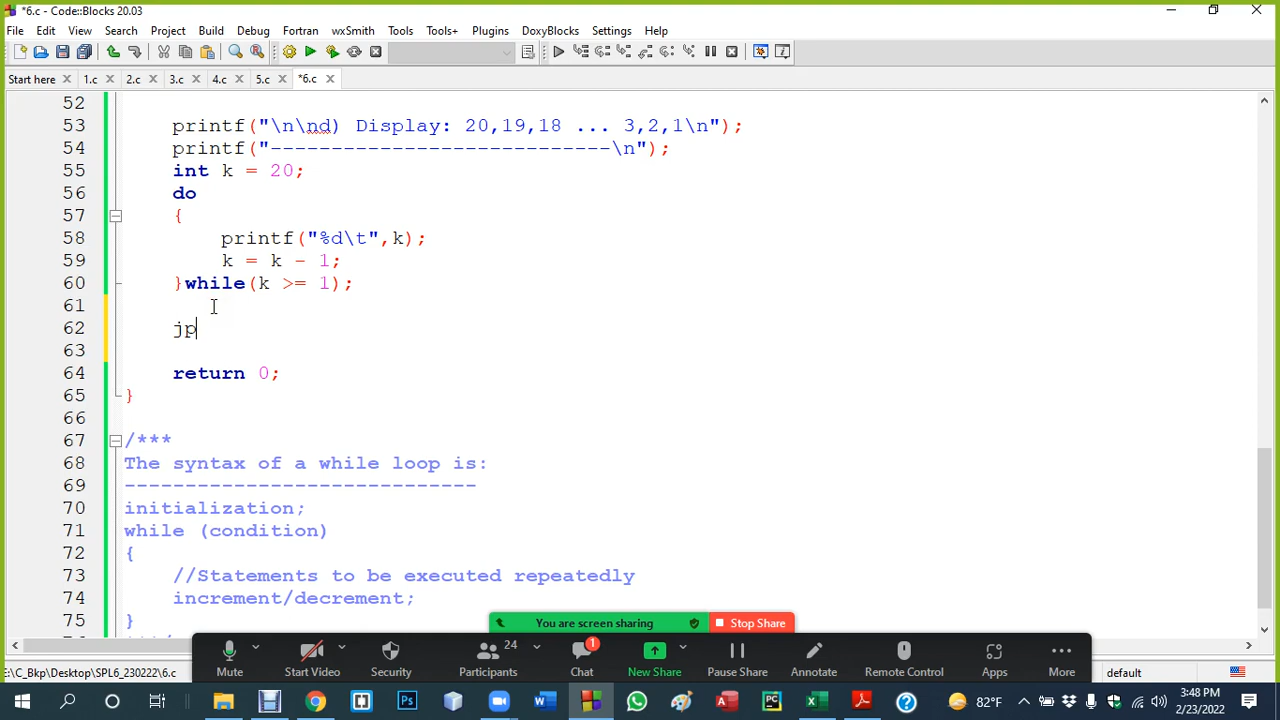 *6.c - Code::Blocks 20.03
File Edit View Search Project Build Debug Fortran wxSmith Tools Tools+ Plugins DoxyBlocks Settings Help
Start here 1.c 2.c 3.c 4.c 5.c *6.c
52
53 printf("\n\nd) Display: 20,19,18 ... 3,2,1\n");
54 printf("----------------------------\n");
55 int k = 20;
56 do
57 {
58 printf("%d\t",k);
59 k = k - 1;
60 }while(k >= 1);
61
62 jp
63
64 return 0;
65 }
66
67 /***
68 The syntax of a while loop is:
69 -----------------------------
70 initialization;
71 while (condition)
72 {
73 //Statements to be executed repeatedly
74 increment/decrement;
75 }
You are screen sharing Stop Share
24 1
Mute Start Video Security Participants Chat New Share Pause Share Annotate Remote Control Apps More
E:\C_Bkp\Desktop\SPL6_230222\6.c default
82°F 3:48 PM
2/23/2022